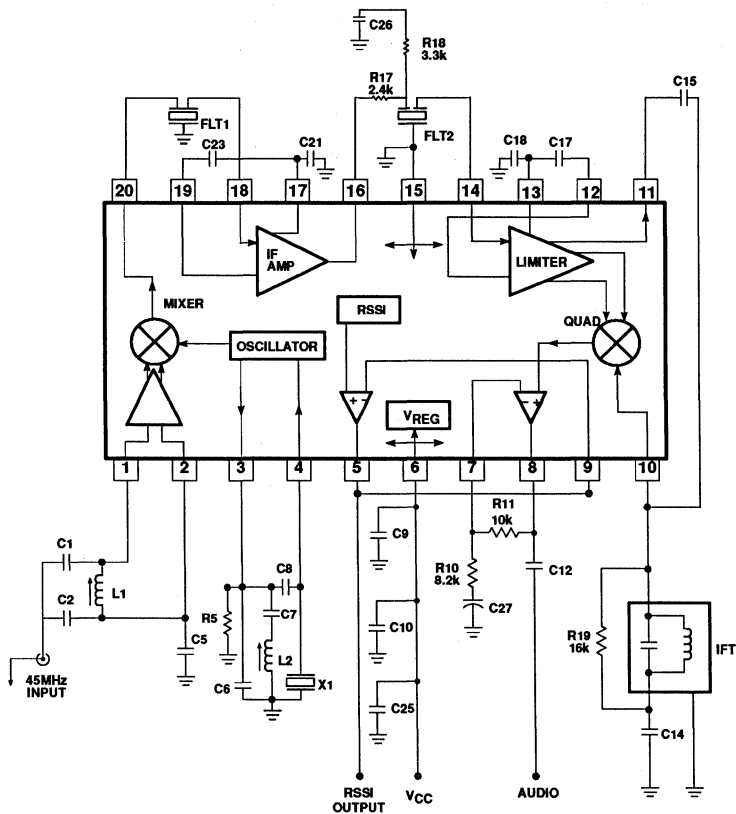 C26
R18
3.3k
R17
2.4k
C15
FLT1
FLT2
C23
C21
C18
C17
20
19
18
17
16
15
14
13
12
11
IF
AMP
LIMITER
MIXER
RSSI
QUAD
OSCILLATOR
+ −
− +
VREG
1
2
3
4
5
6
7
8
9
10
R11
10k
C1
C9
C8
R10
8.2k
C12
L1
C2
R5
C7
C27
C10
R19
16k
IFT
C5
L2
45MHz
INPUT
C6
X1
C25
C14
RSSI
OUTPUT
VCC
AUDIO